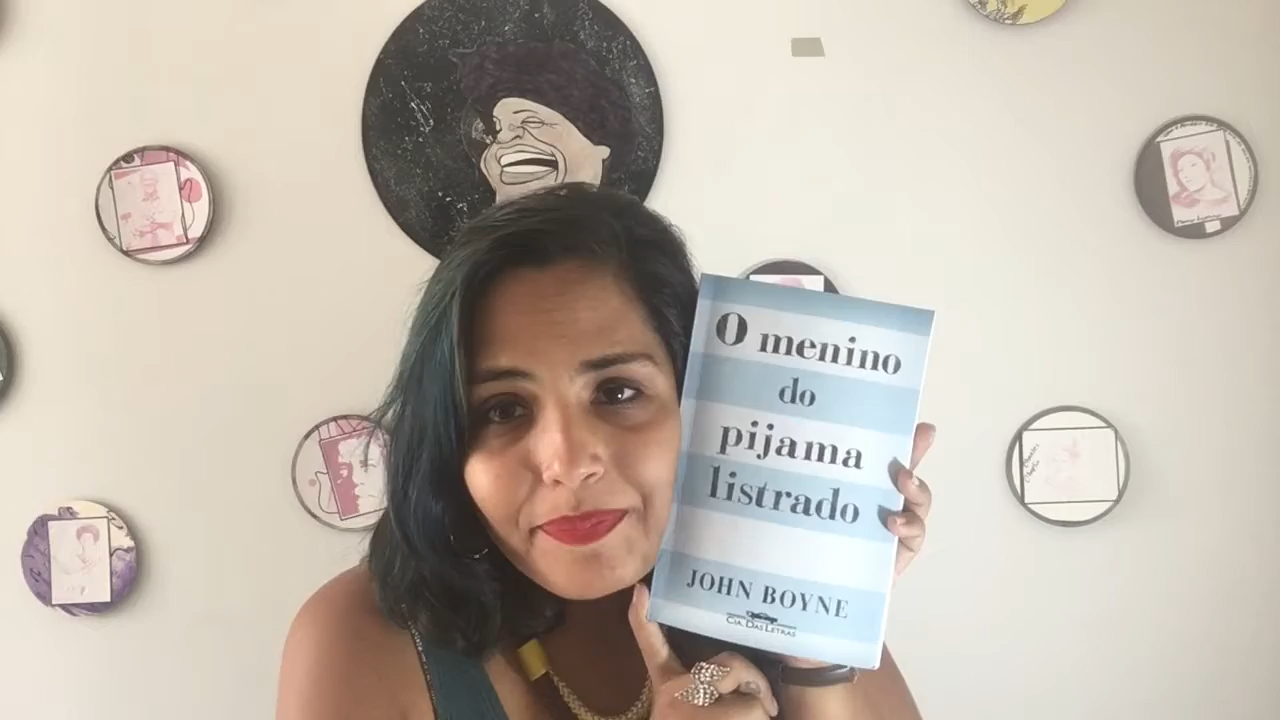 O menino
do
pijama
listrado
JOHN BOYNE
CIA. DAS LETRAS